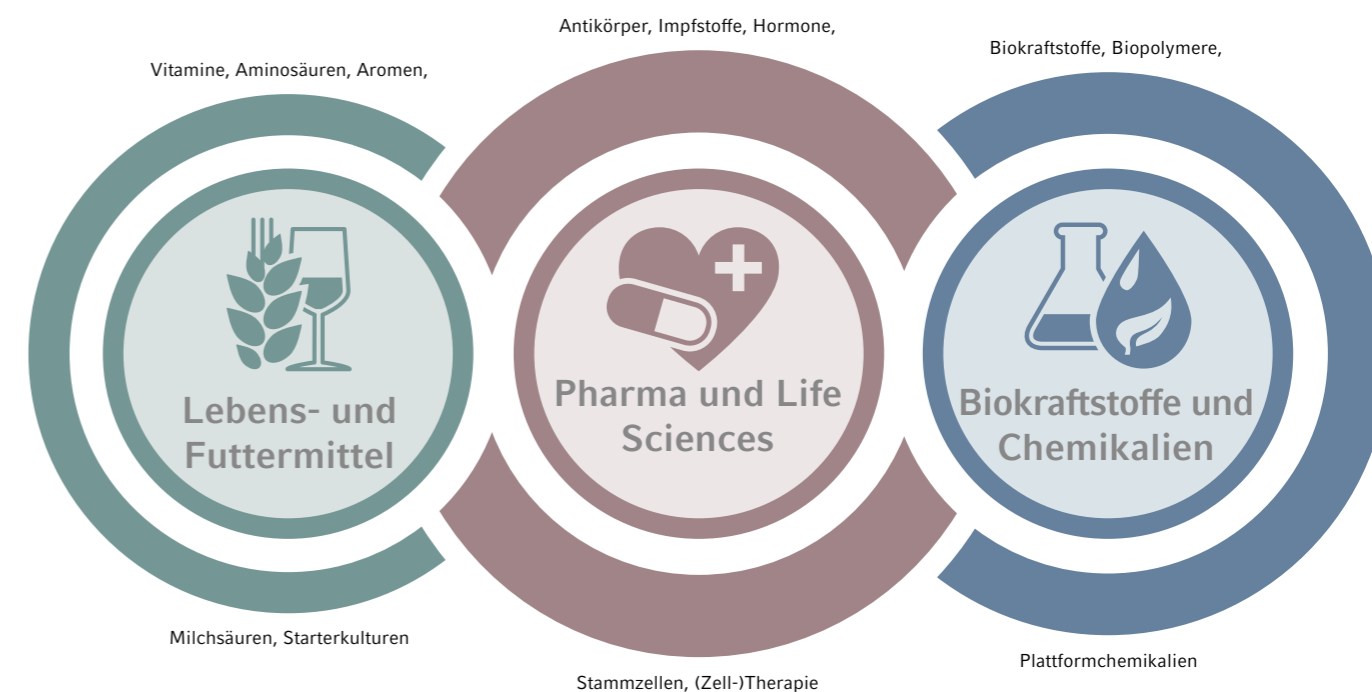 Vitamine, Aminosäuren, Aromen,
Lebens- und
Futtermittel
Milchsäuren, Starterkulturen
Antikörper, Impfstoffe, Hormone,
Pharma und Life
Sciences
Stammzellen, (Zell-)Therapie
Biokraftstoffe, Biopolymere,
Biokraftstoffe und
Chemikalien
Plattformchemikalien